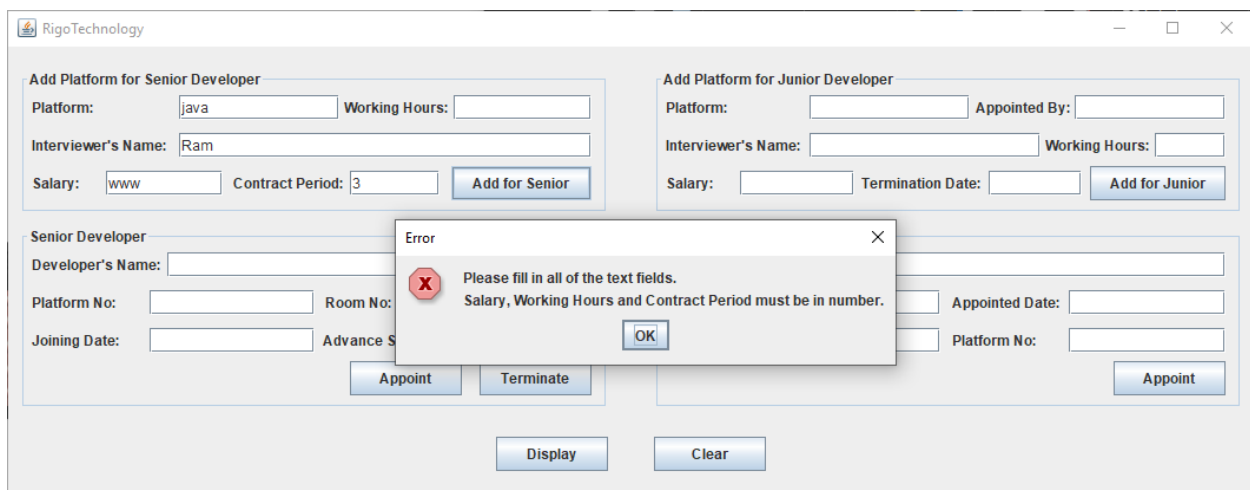 RigoTechnology
Add Platform for Senior Developer
Platform: java Working Hours:
Interviewer's Name: Ram
Salary: www Contract Period: 3 Add for Senior
Add Platform for Junior Developer
Platform: Appointed By:
Interviewer's Name: Working Hours:
Salary: Termination Date: Add for Junior
Senior Developer
Developer's Name:
Platform No: Room No:
Joining Date: Advance S
Appoint Terminate
Error
Please fill in all of the text fields.
Salary, Working Hours and Contract Period must be in number.
OK
Appointed Date:
Platform No:
Appoint
Display Clear